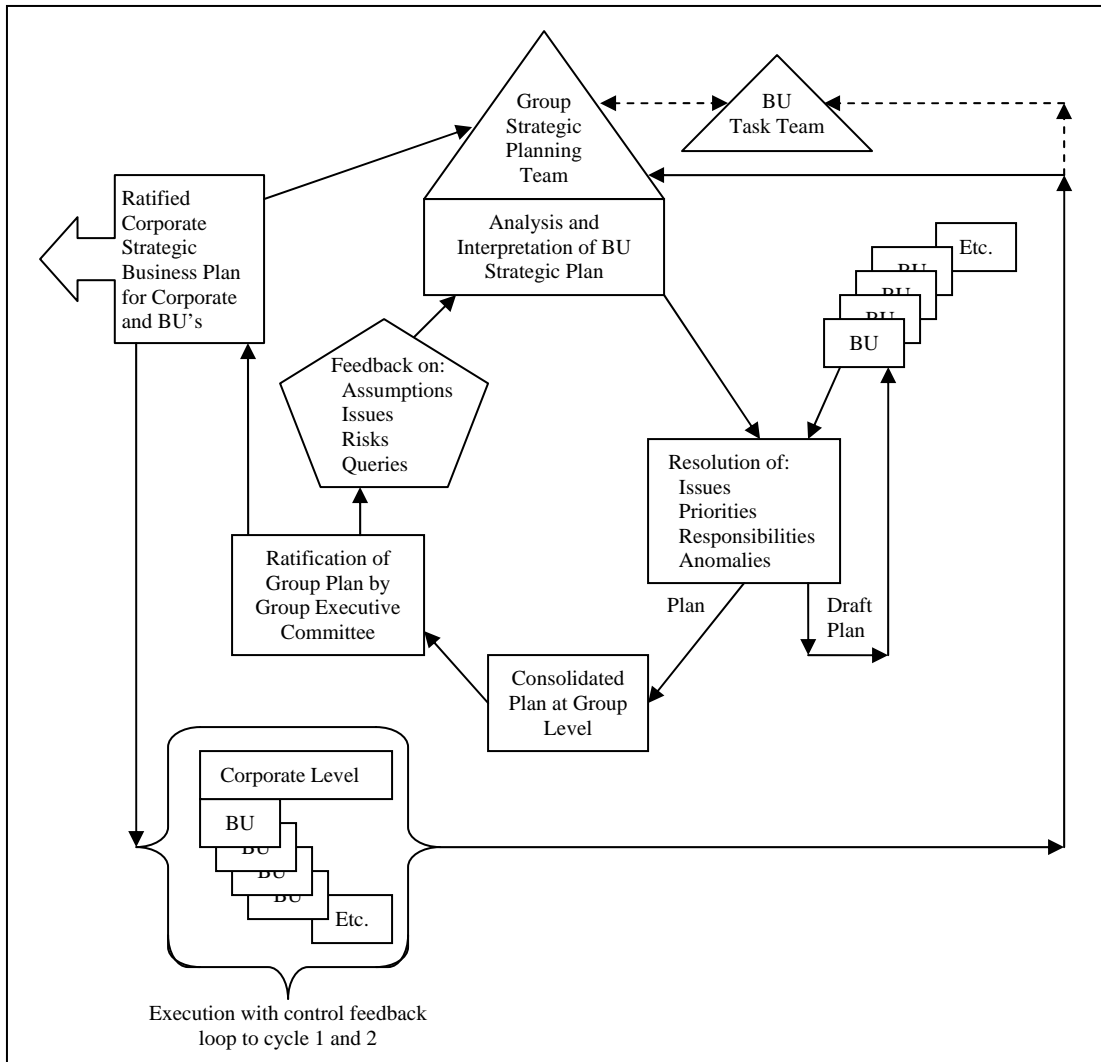 Group
Strategic
Planning
Team
BU
Task Team
Ratified
Corporate
Strategic
Business Plan
for Corporate
and BU's
Analysis and
Interpretation of BU
Strategic Plan
Etc.
BU
BU
BU
BU
Feedback on:
Assumptions
Issues
Risks
Queries
Resolution of:
Issues
Priorities
Responsibilities
Anomalies
Ratification of
Group Plan by
Group Executive
Committee
Plan
Draft
Plan
Consolidated
Plan at Group
Level
Corporate Level
BU
BU
BU
BU
Etc.
Execution with control feedback
loop to cycle 1 and 2